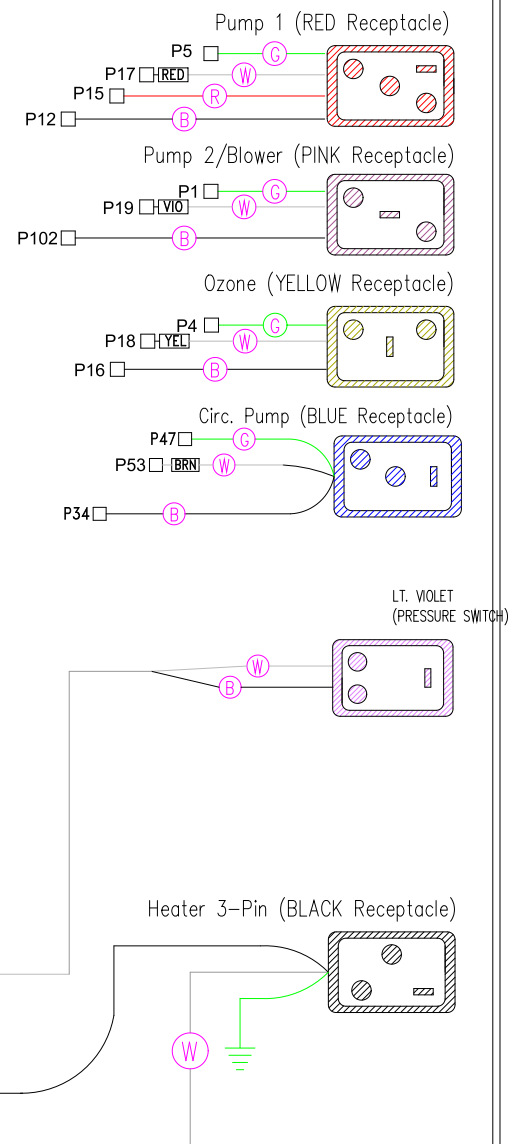 Pump 1 (RED Receptacle)
P5 G
P17 RED W
P15 R
P12 B
Pump 2/Blower (PINK Receptacle)
P1 G
P19 VIO W
P102 B
Ozone (YELLOW Receptacle)
P4 G
P18 YEL W
P16 B
Circ. Pump (BLUE Receptacle)
P47 G
P53 BRN W
P34 B
LT. VIOLET
(PRESSURE SWITCH)
W
B
Heater 3-Pin (BLACK Receptacle)
W